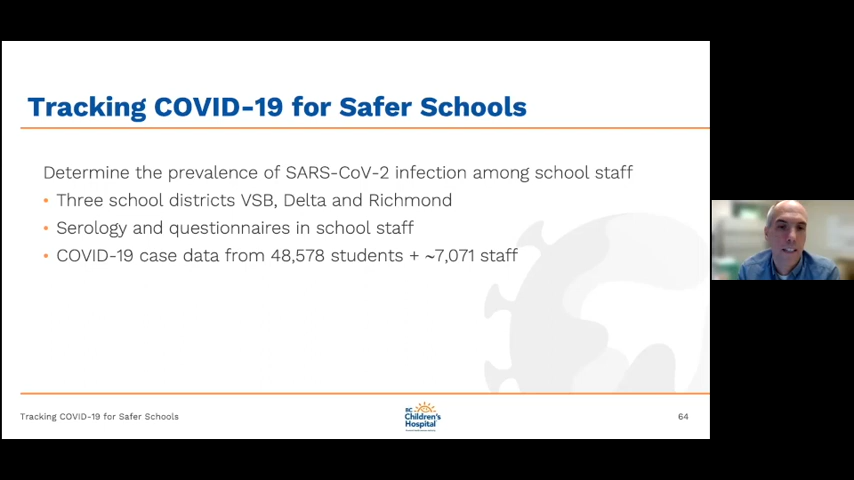 Tracking COVID-19 for Safer Schools
Determine the prevalence of SARS-CoV-2 infection among school staff
• Three school districts VSB, Delta and Richmond
• Serology and questionnaires in school staff
• COVID-19 case data from 48,578 students + ~7,071 staff
Tracking COVID-19 for Safer Schools
BC
Children's
Hospital
64